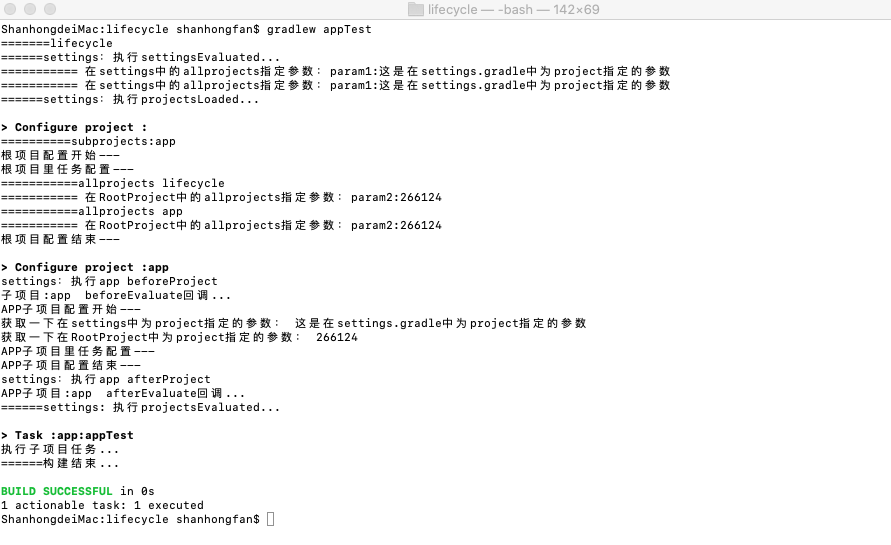 lifecycle — -bash — 142×69
ShanhongdeiMac:lifecycle shanhongfan$ gradlew appTest
=======lifecycle
======settings：执行settingsEvaluated...
=========== 在settings中的allprojects指定参数：param1:这是在settings.gradle中为project指定的参数
=========== 在settings中的allprojects指定参数：param1:这是在settings.gradle中为project指定的参数
======settings：执行projectsLoaded...
> Configure project :
==========subprojects:app
根项目配置开始---
根项目里任务配置---
===========allprojects lifecycle
=========== 在RootProject中的allprojects指定参数：param2:266124
===========allprojects app
=========== 在RootProject中的allprojects指定参数：param2:266124
根项目配置结束---
> Configure project :app
settings：执行app beforeProject
子项目:app  beforeEvaluate回调...
APP子项目配置开始---
获取一下在settings中为project指定的参数： 这是在settings.gradle中为project指定的参数
获取一下在RootProject中为project指定的参数： 266124
APP子项目里任务配置---
APP子项目配置结束---
settings：执行app afterProject
APP子项目:app  afterEvaluate回调...
======settings: 执行projectsEvaluated...
> Task :app:appTest
执行子项目任务...
======构建结束...
BUILD SUCCESSFUL in 0s
1 actionable task: 1 executed
ShanhongdeiMac:lifecycle shanhongfan$